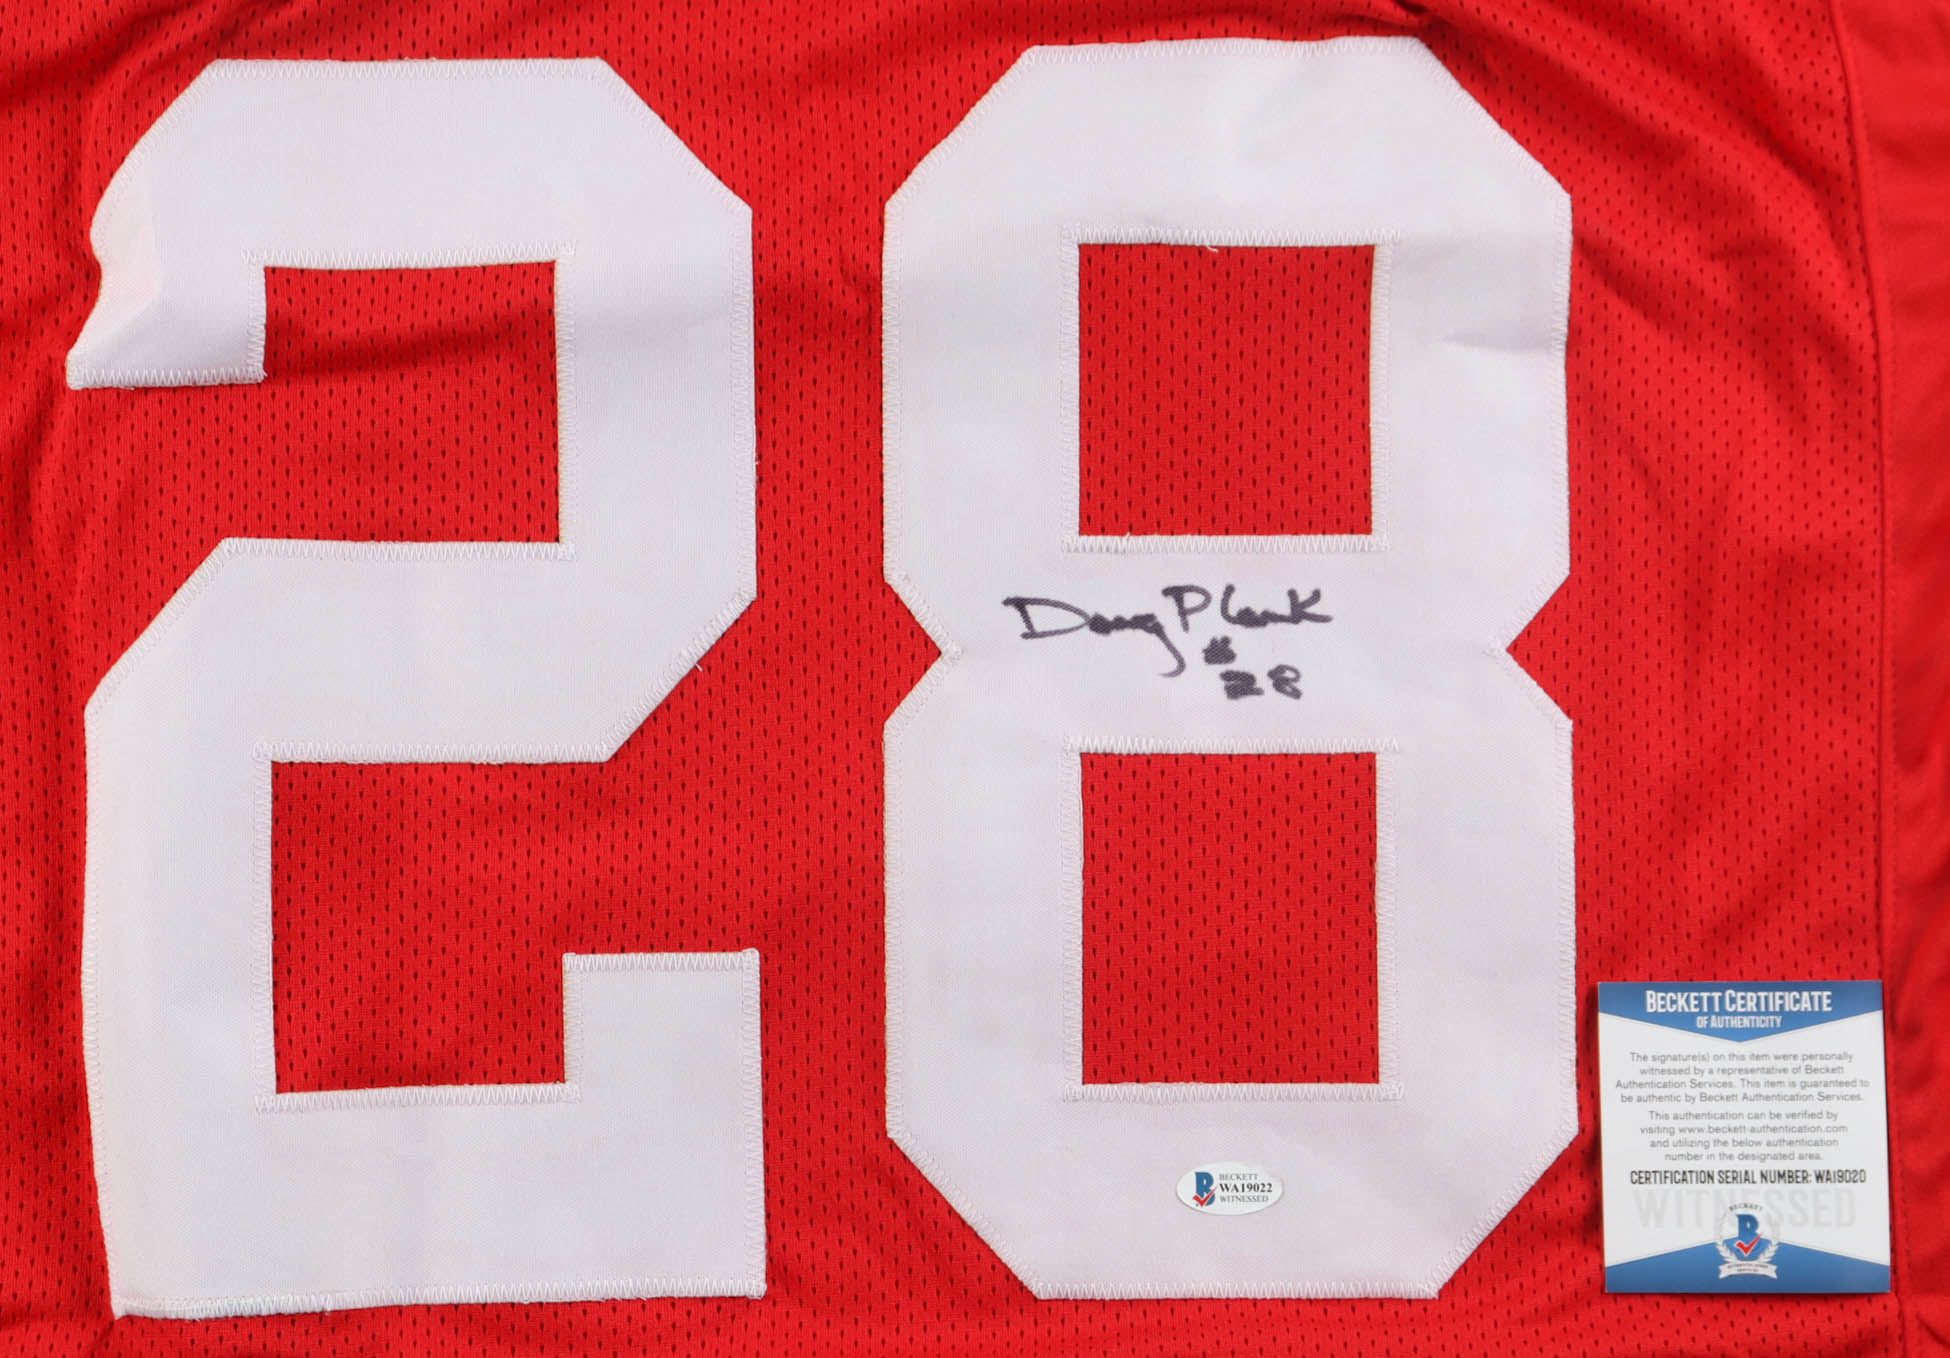 28
Doug Plank
#
28
BECKETT
WA19022
WITNESSED
BECKETT CERTIFICATE
OF AUTHENTICITY
The signature(s) on this item were personally
witnessed by a representative of Beckett
Authentication Services. This item is guaranteed to
be authentic by Beckett Authentication Services.
This authentication can be verified by
visiting www.beckett-authentication.com
and utilizing the below authentication
number in the designated area.
CERTIFICATION SERIAL NUMBER: WA19020
WITNESSED
BECKETT
B